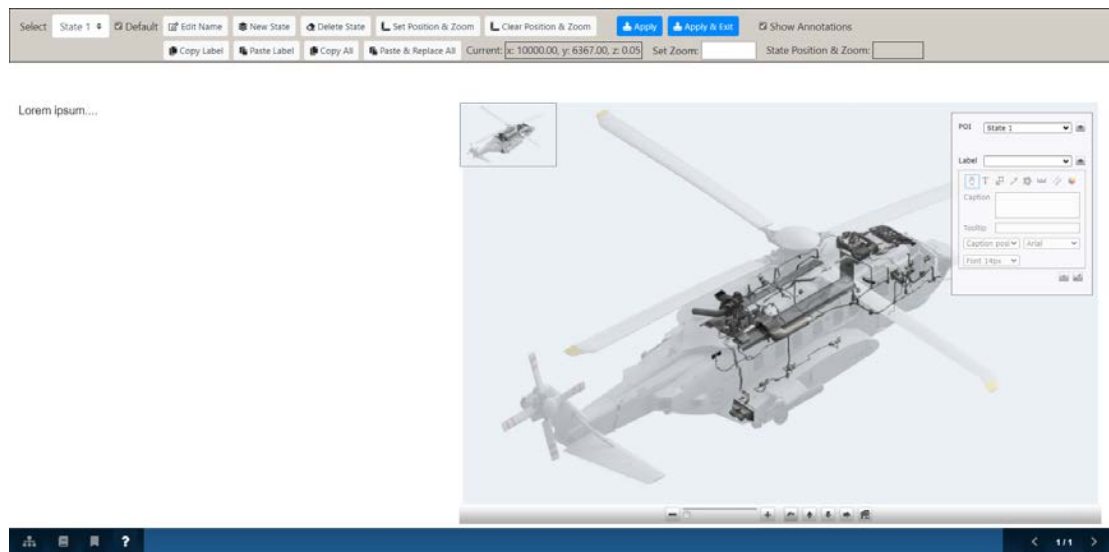 Select State 1 Default Edit Name New State Delete State Set Position & Zoom Clear Position & Zoom Apply Apply & Exit Show Annotations
Copy Label Paste Label Copy All Paste & Replace All Current: x: 10000.00, y: 6367.00, z: 0.05 Set Zoom: State Position & Zoom:
Lorem ipsum....
POI State 1
Label
T
Caption
Tooltip
Caption posi Arial
Font 14px
? 1/1